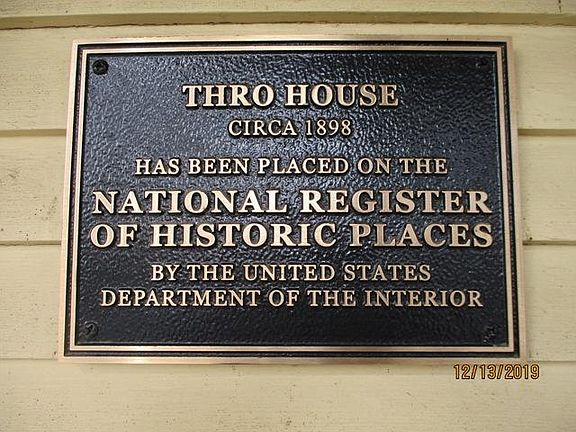 THRO HOUSE
CIRCA 1898
HAS BEEN PLACED ON THE
NATIONAL REGISTER
OF HISTORIC PLACES
BY THE UNITED STATES
DEPARTMENT OF THE INTERIOR
12/13/2019